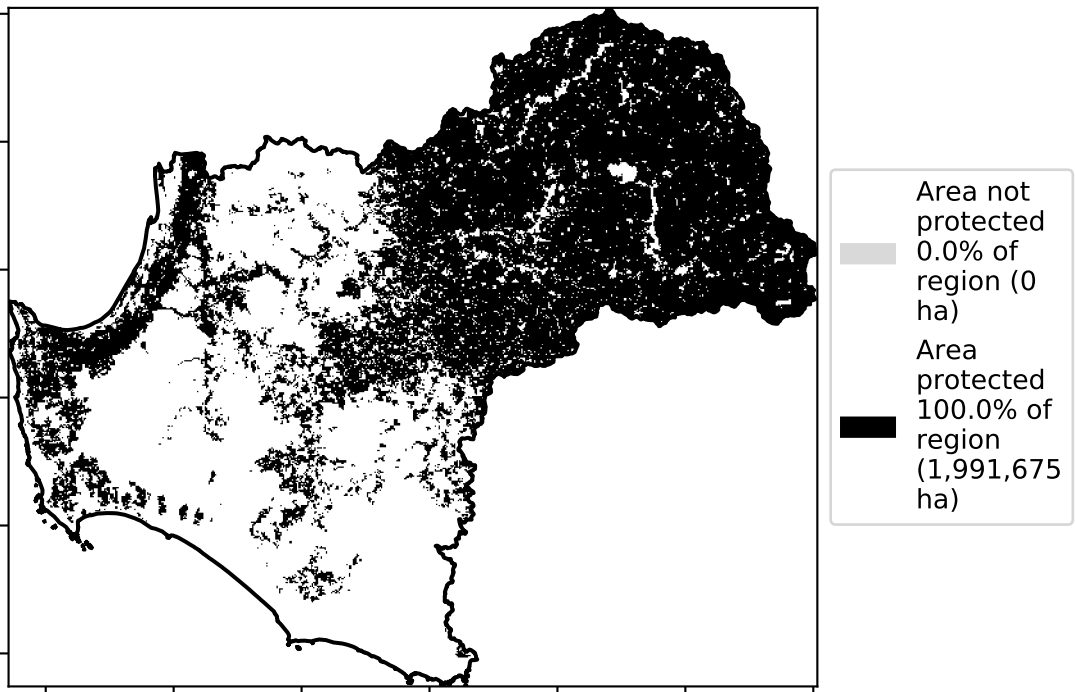 Area not
protected
0.0% of
region (0
ha)
Area
protected
100.0% of
region
(1,991,675
ha)